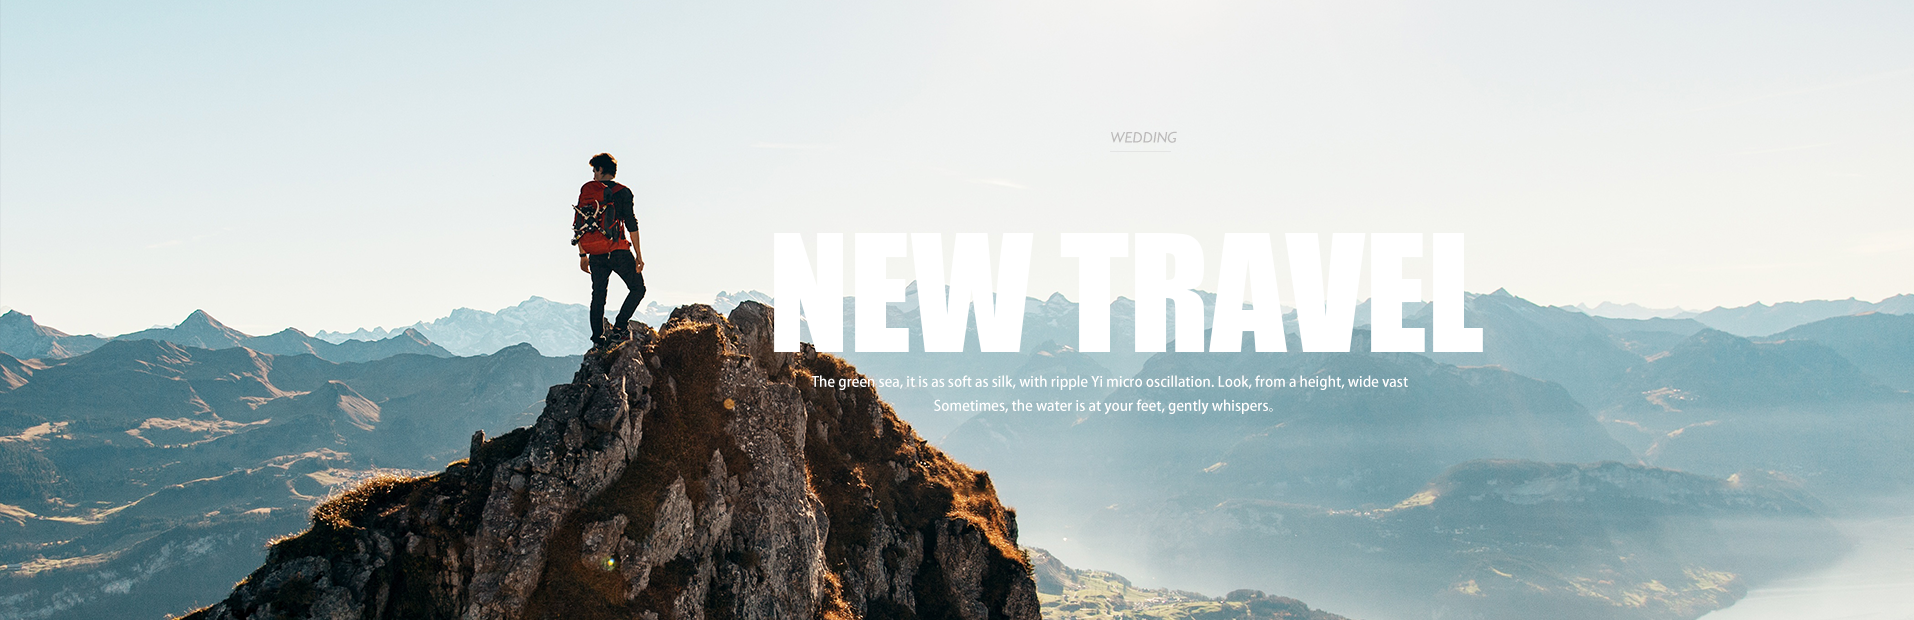 WEDDING
NEW TRAVEL
The green sea, it is as soft as silk, with ripple Yi micro oscillation. Look, from a height, wide vast
Sometimes, the water is at your feet, gently whispers。